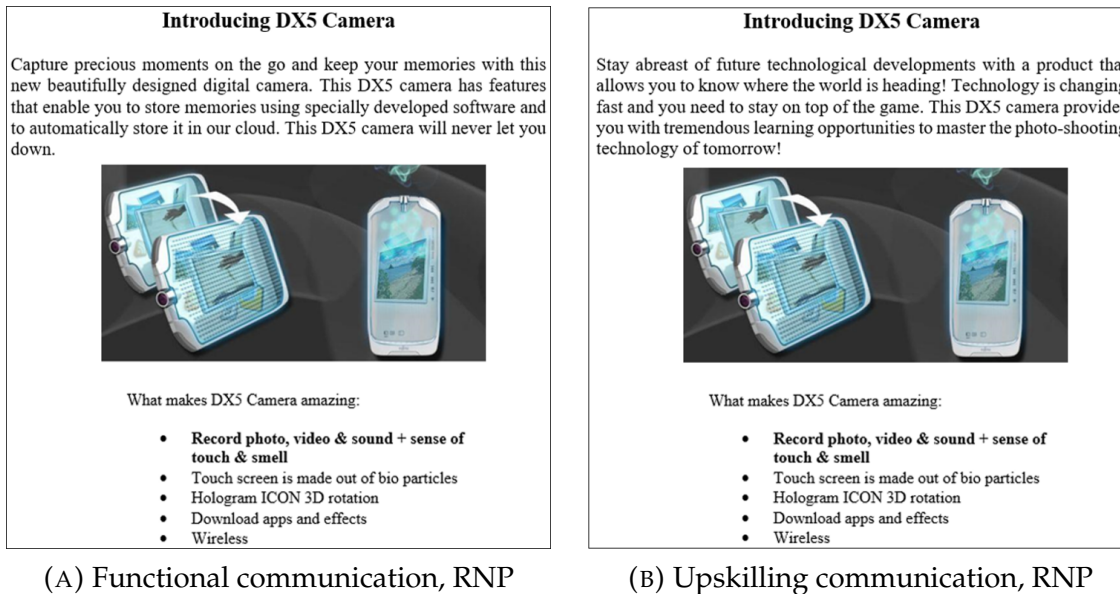 Introducing DX5 Camera
Capture precious moments on the go and keep your memories with this
new beautifully designed digital camera. This DX5 camera has features
that enable you to store memories using specially developed software and
to automatically store it in our cloud. This DX5 camera will never let you
down.
What makes DX5 Camera amazing:
• Record photo, video & sound + sense of
touch & smell
• Touch screen is made out of bio particles
• Hologram ICON 3D rotation
• Download apps and effects
• Wireless
(A) Functional communication, RNP
Introducing DX5 Camera
Stay abreast of future technological developments with a product tha
allows you to know where the world is heading! Technology is changing
fast and you need to stay on top of the game. This DX5 camera provide
you with tremendous learning opportunities to master the photo-shooting
technology of tomorrow!
What makes DX5 Camera amazing:
• Record photo, video & sound + sense of
touch & smell
• Touch screen is made out of bio particles
• Hologram ICON 3D rotation
• Download apps and effects
• Wireless
(B) Upskilling communication, RNP